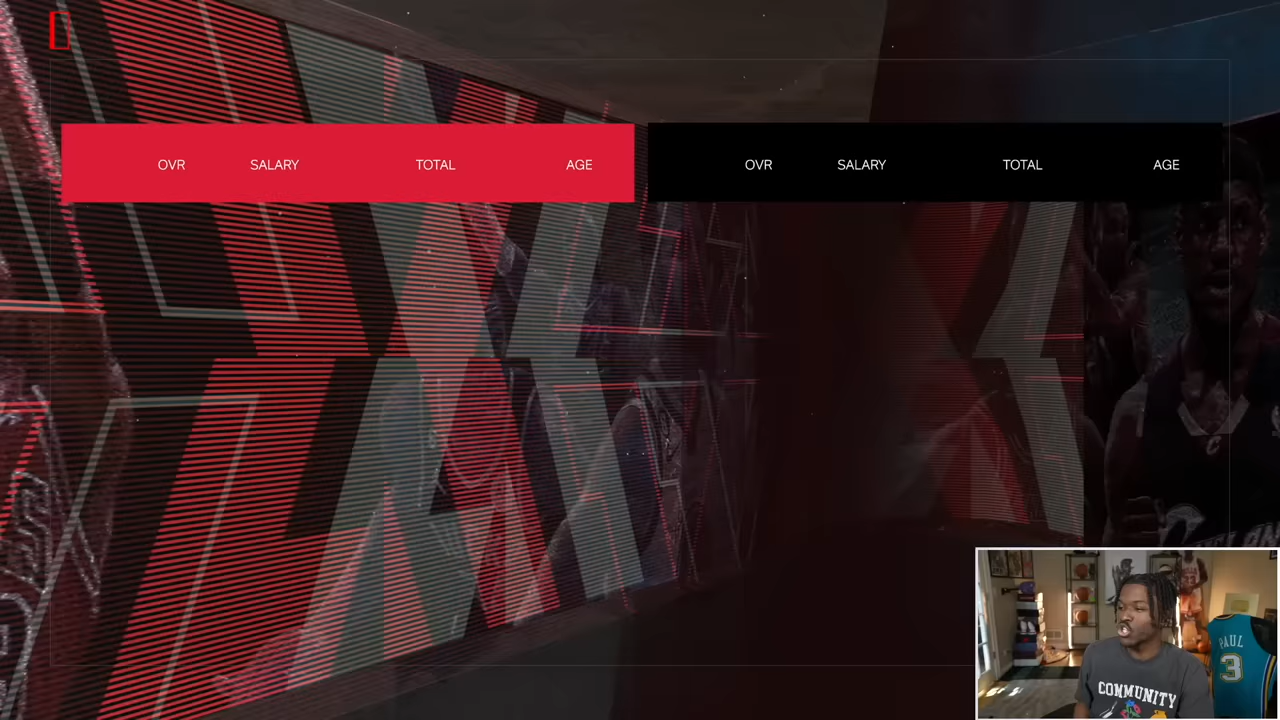 OVR SALARY TOTAL AGE
OVR SALARY TOTAL AGE
C
PAUL
3
COMMUNITY